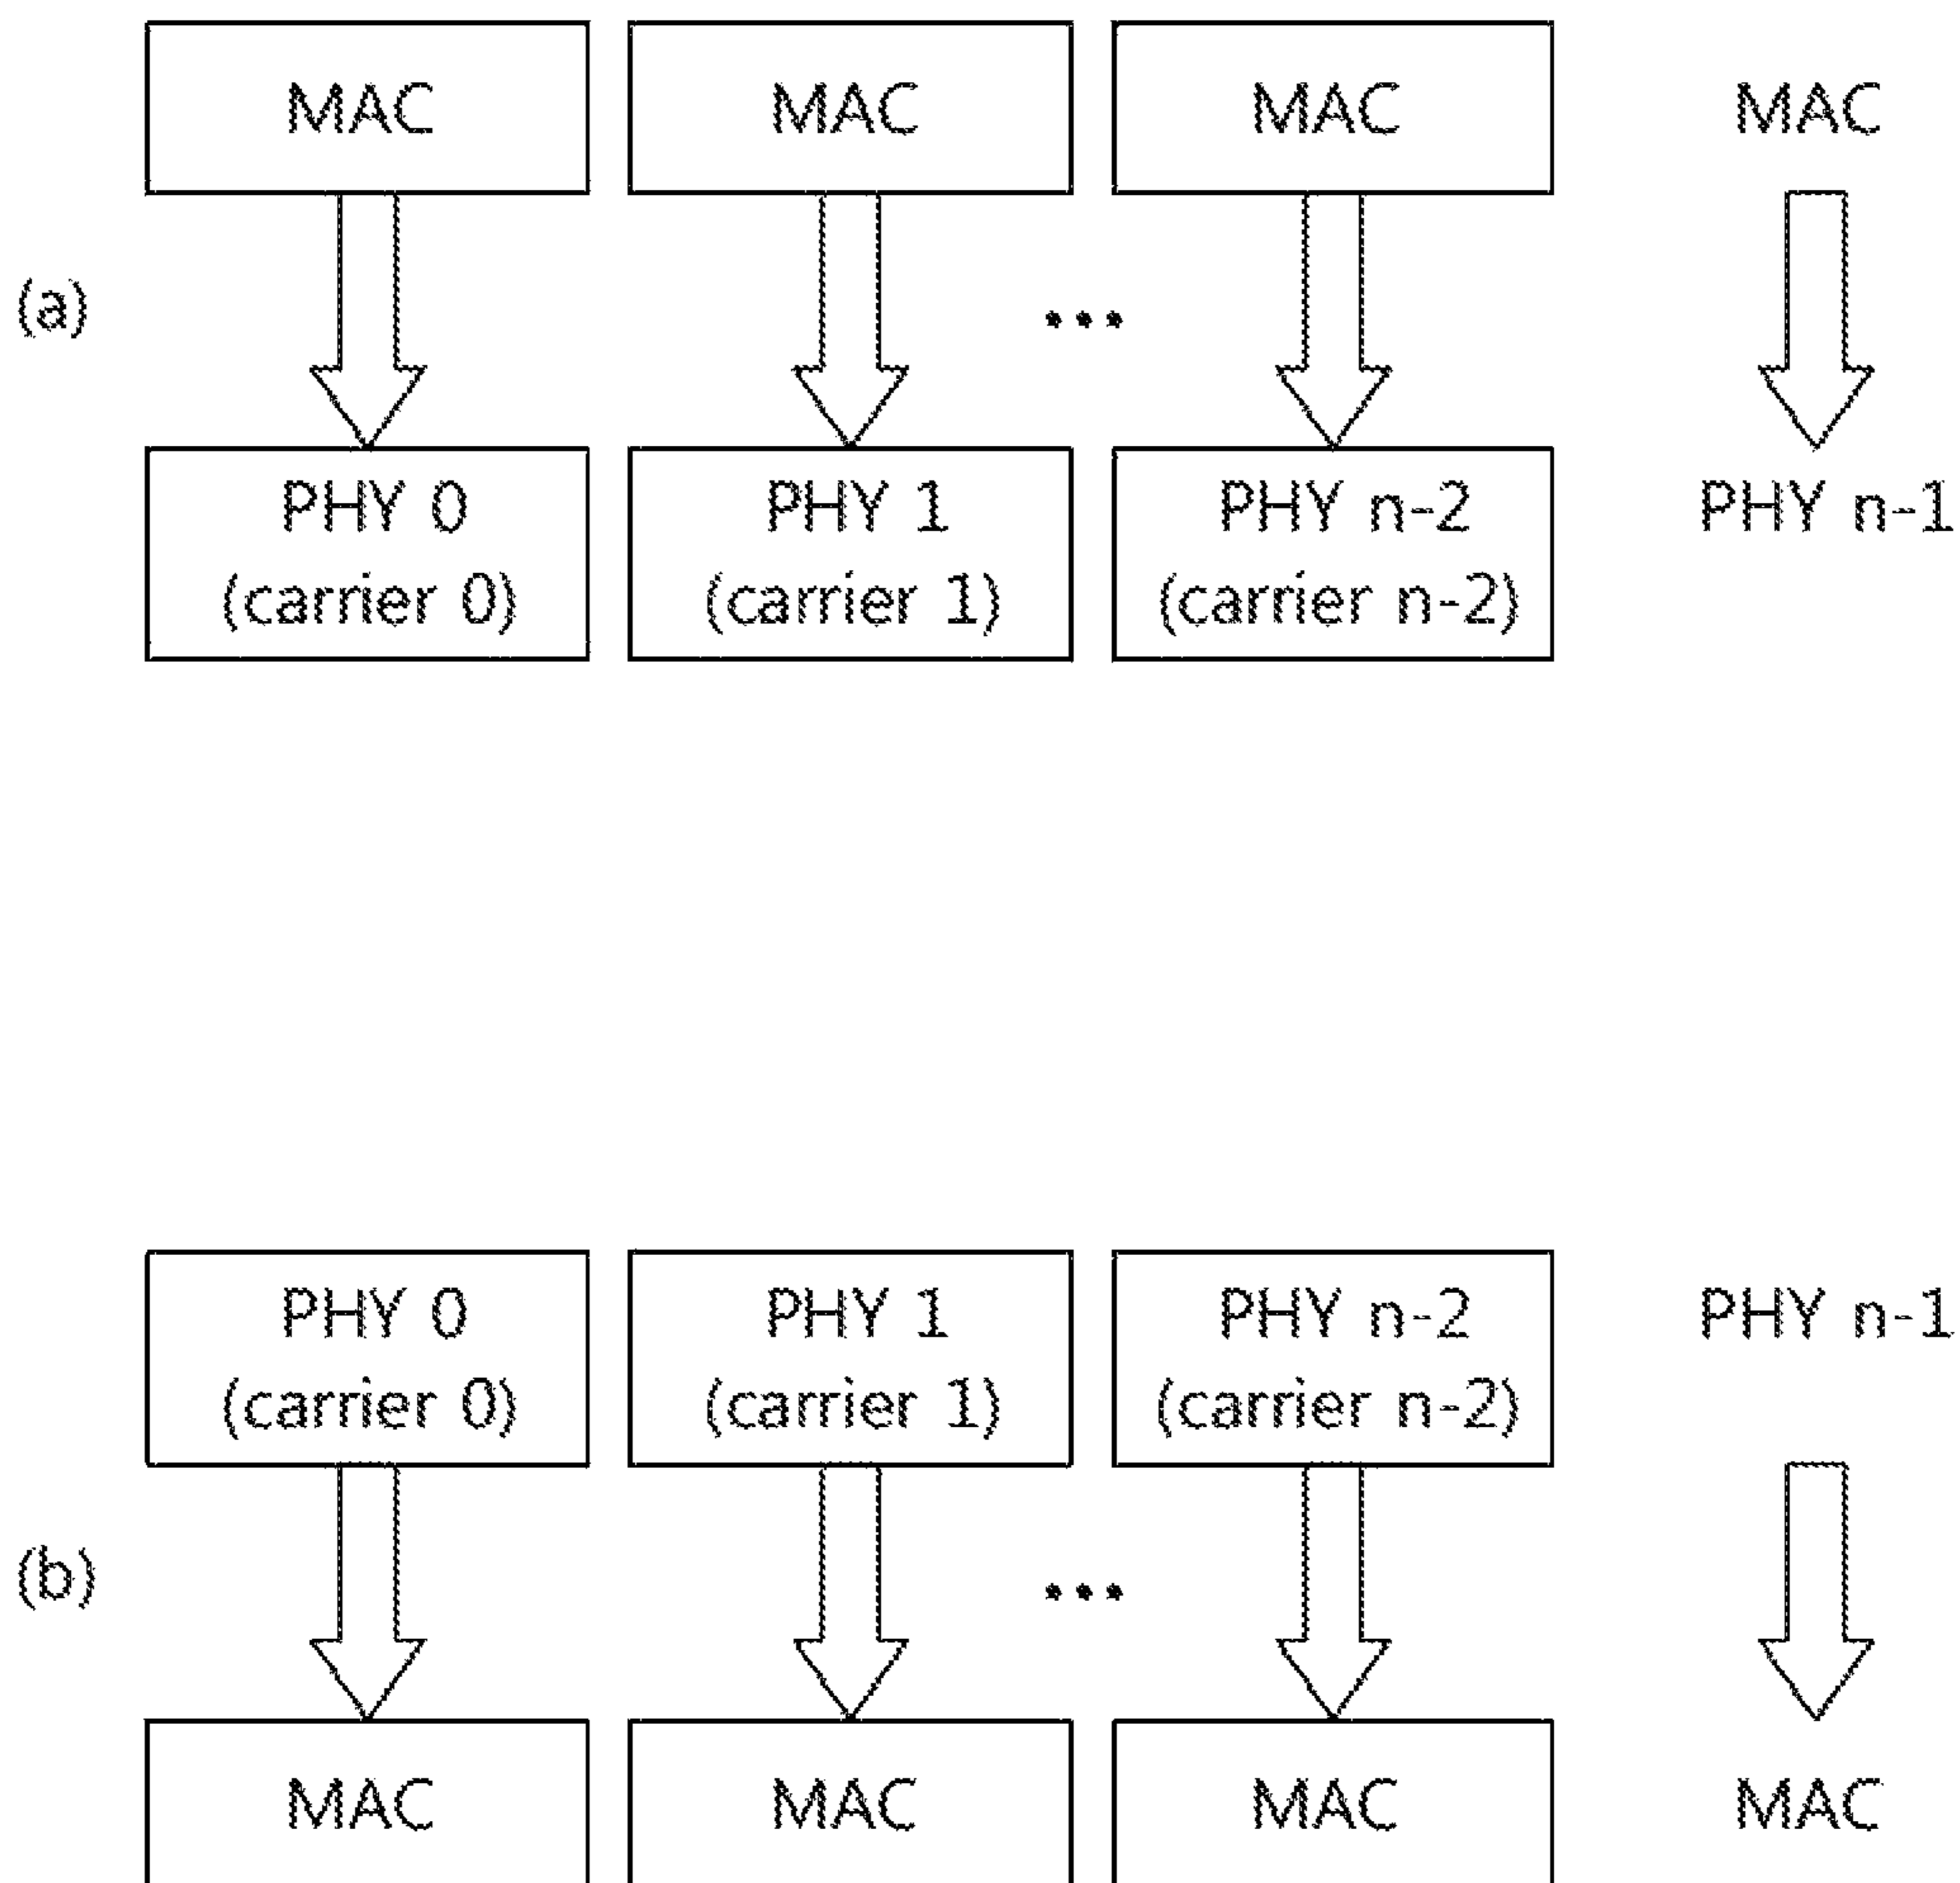 MAC MAC MAC MAC
(a) ...
PHY 0 PHY 1 PHY n-2 PHY n-1
(carrier 0) (carrier 1) (carrier n-2)
PHY 0 PHY 1 PHY n-2 PHY n-1
(carrier 0) (carrier 1) (carrier n-2)
(b) ...
MAC MAC MAC MAC